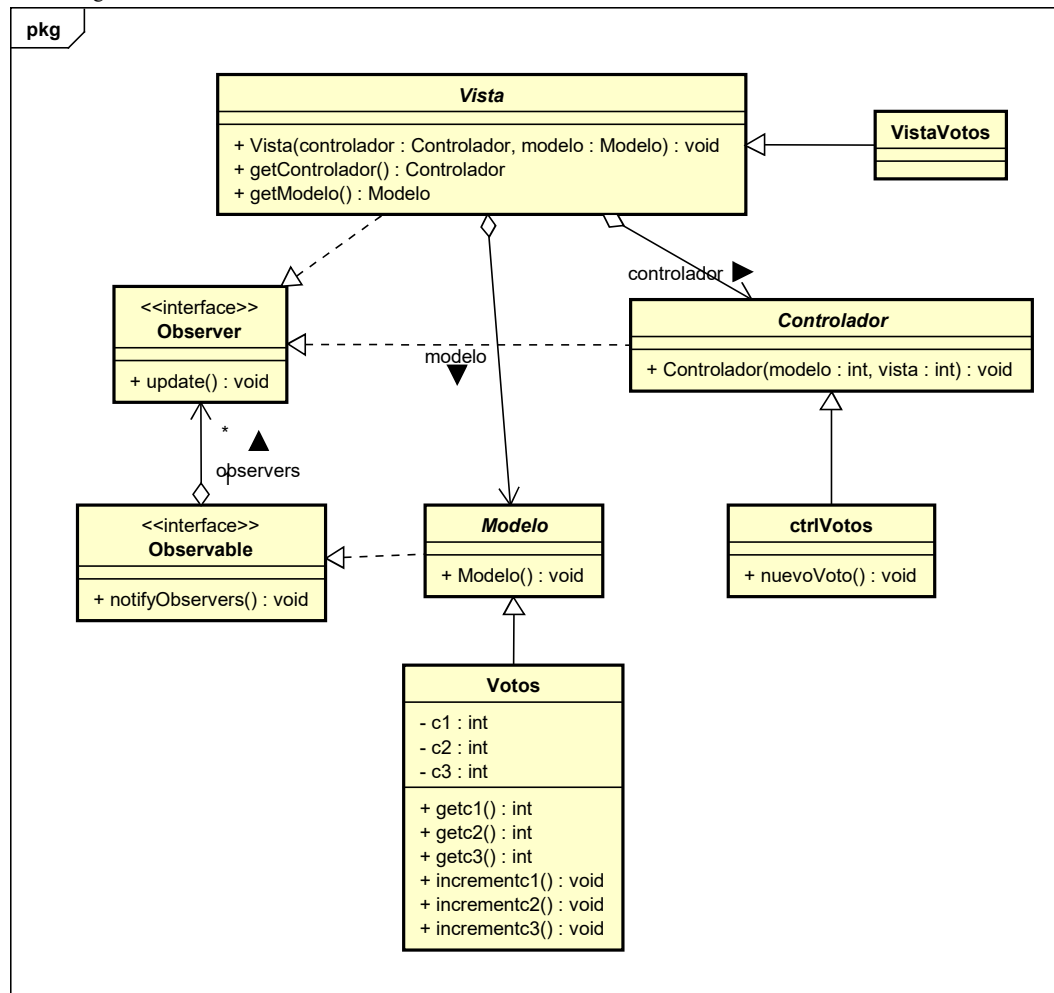 pkg
Vista
+ Vista(controlador : Controlador, modelo : Modelo) : void
+ getControlador() : Controlador
+ getModelo() : Modelo
VistaVotos
controlador
<<interface>>
Observer
+ update() : void
modelo
Controlador
+ Controlador(modelo : int, vista : int) : void
*
observers
1
<<interface>>
Observable
+ notifyObservers() : void
Modelo
+ Modelo() : void
ctrlVotos
+ nuevoVoto() : void
Votos
- c1 : int
- c2 : int
- c3 : int
+ getc1() : int
+ getc2() : int
+ getc3() : int
+ incrementc1() : void
+ incrementc2() : void
+ incrementc3() : void